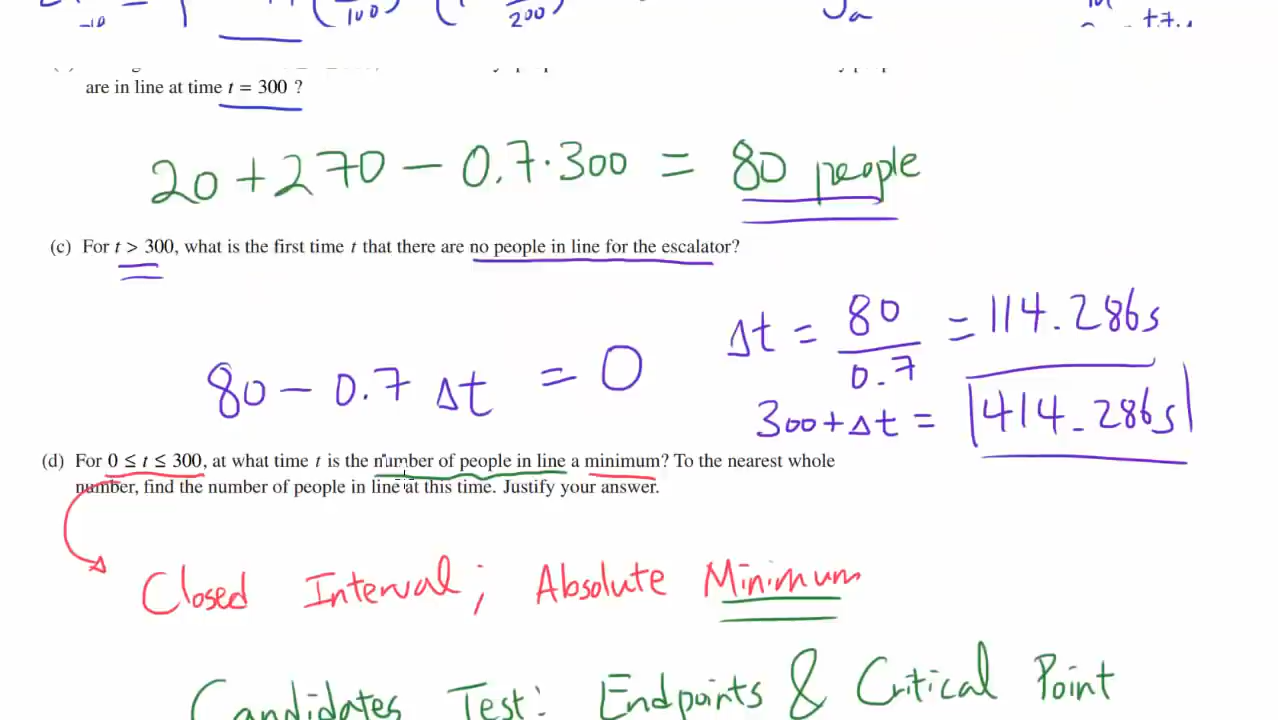 100
200
are in line at time t = 300 ?
20 + 270 − 0.7·300 = 80 people
(c) For t > 300, what is the first time t that there are no people in line for the escalator?
80 − 0.7 Δt = 0
Δt = 80/0.7 = 114.286s
300 + Δt = 414.286s
(d) For 0 ≤ t ≤ 300, at what time t is the number of people in line a minimum? To the nearest whole
number, find the number of people in line at this time. Justify your answer.
Closed Interval; Absolute Minimum
Candidates Test: Endpoints & Critical Point